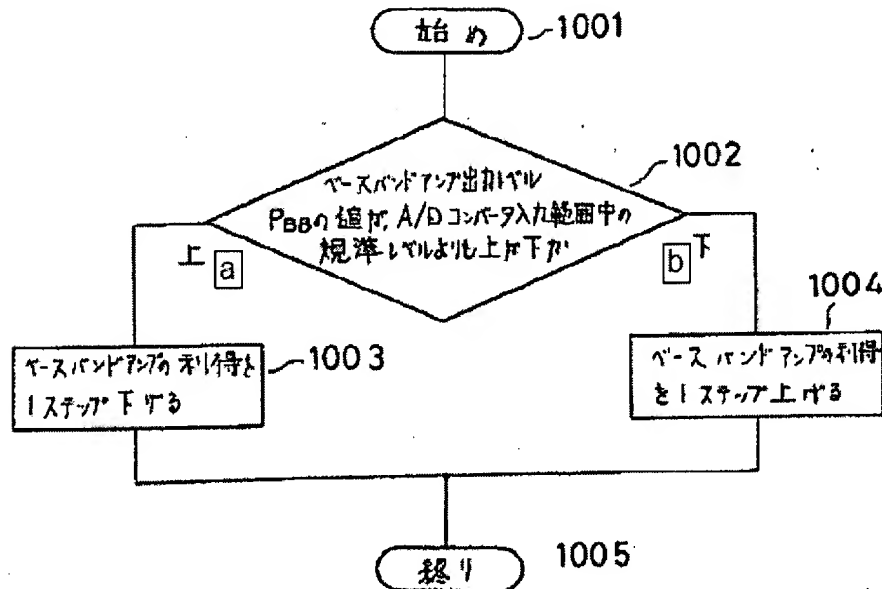 始め
1001
ベースバンドアンプ出力レベル
PBBの値が、A/Dコンバータ入力範囲中の
規準レベルよりも上か下か
1002
上
a
b
下
ベースバンドアンプの利得を
1ステップ下げる
1003
1004
ベースバンドアンプの利得
を1ステップ上げる
終り
1005